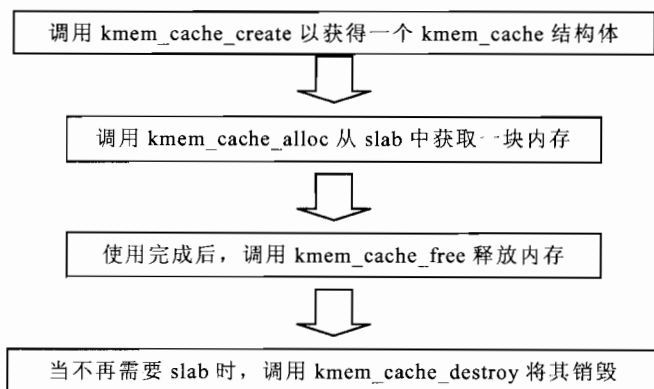 调用 kmem_cache_create 以获得一个 kmem_cache 结构体
调用 kmem_cache_alloc 从 slab 中获取一块内存
使用完成后，调用 kmem_cache_free 释放内存
当不再需要 slab 时，调用 kmem_cache_destroy 将其销毁